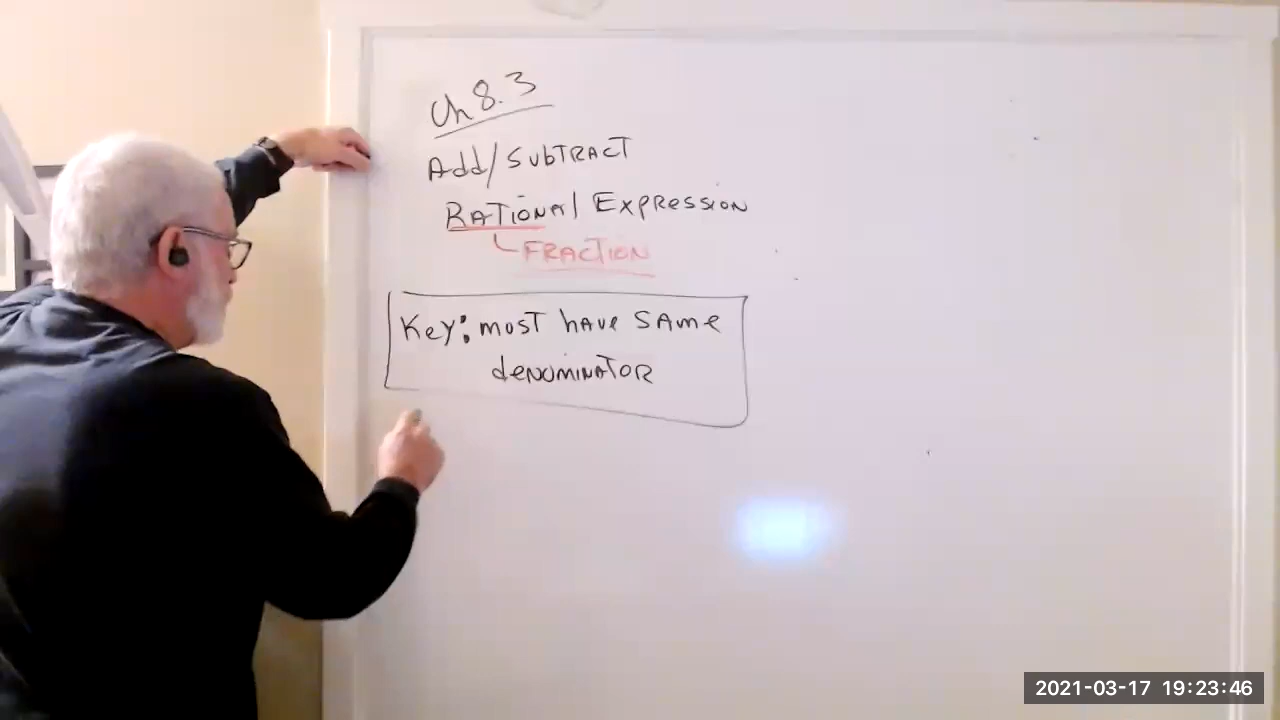 Ch 8.3
Add/SUBTRACT
RATIONAl EXPRESSION
FRACTION
Key: MUST hAVE SAME
dENOMINATOR
2021-03-17 19:23:46